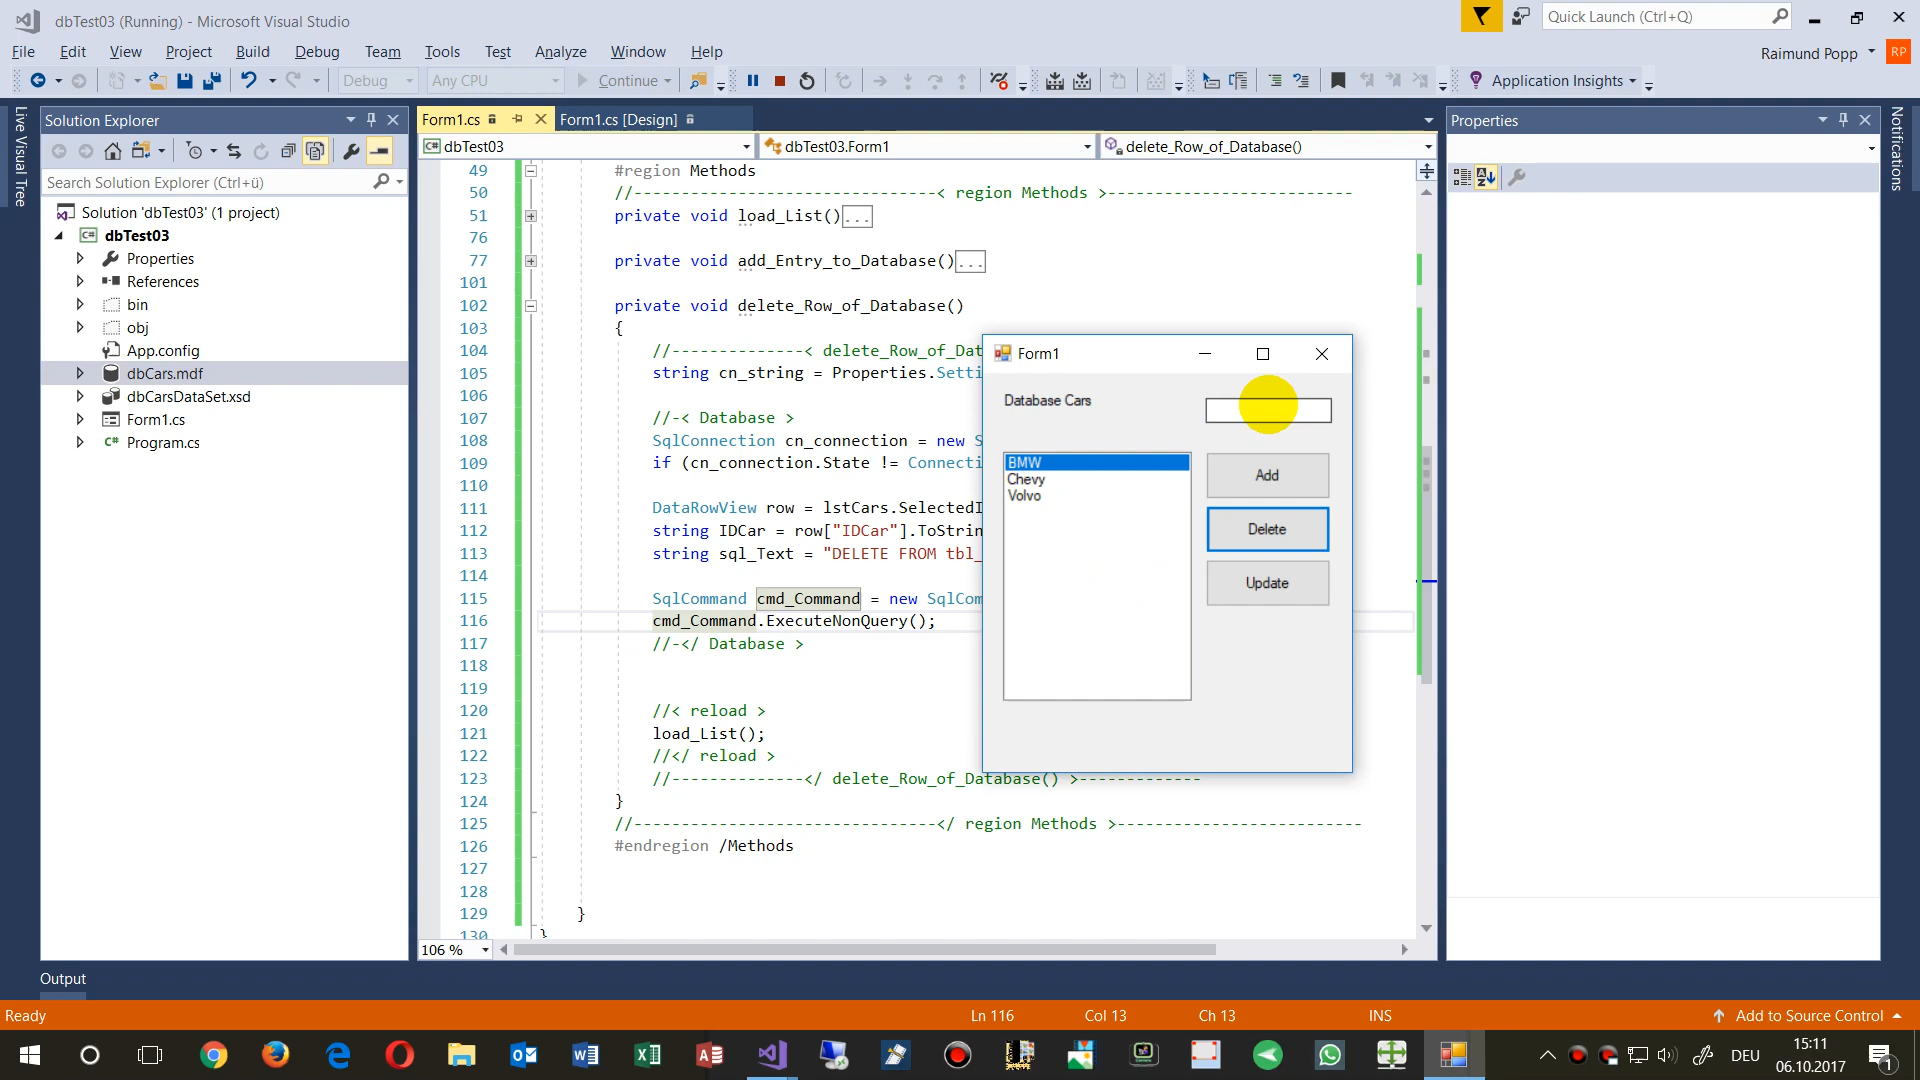 dbTest03 (Running) - Microsoft Visual Studio
Quick Launch (Ctrl+Q)
File Edit View Project Build Debug Team Tools Test Analyze Window Help
Raimund Popp RP
Debug Any CPU Continue Application Insights
Live Visual Tree
Solution Explorer
Search Solution Explorer (Ctrl+ü)
Solution 'dbTest03' (1 project)
C# dbTest03
Properties
References
bin
obj
App.config
dbCars.mdf
dbCarsDataSet.xsd
Form1.cs
C# Program.cs
Form1.cs Form1.cs [Design]
C# dbTest03 dbTest03.Form1 delete_Row_of_Database()
49 #region Methods
50 //--------------------------------< region Methods >--------------------------
51 private void load_List()...
76
77 private void add_Entry_to_Database()...
101
102 private void delete_Row_of_Database()
103 {
104 //--------------< delete_Row_of_Dat
105 string cn_string = Properties.Setti
106
107 //-< Database >
108 SqlConnection cn_connection = new S
109 if (cn_connection.State != Connecti
110
111 DataRowView row = lstCars.SelectedI
112 string IDCar = row["IDCar"].ToStrin
113 string sql_Text = "DELETE FROM tbl_
114
115 SqlCommand cmd_Command = new SqlCom
116 cmd_Command.ExecuteNonQuery();
117 //-</ Database >
118
119
120 //< reload >
121 load_List();
122 //</ reload >
123 //--------------</ delete_Row_of_Database() >-------------
124 }
125 //--------------------------------</ region Methods >--------------------------
126 #endregion /Methods
127
128
129 }
130 }
106 %
Form1
Database Cars
BMW
Chevy
Volvo
Add
Delete
Update
Properties
Notifications
Output
Ready Ln 116 Col 13 Ch 13 INS Add to Source Control
DEU
15:11
06.10.2017
1